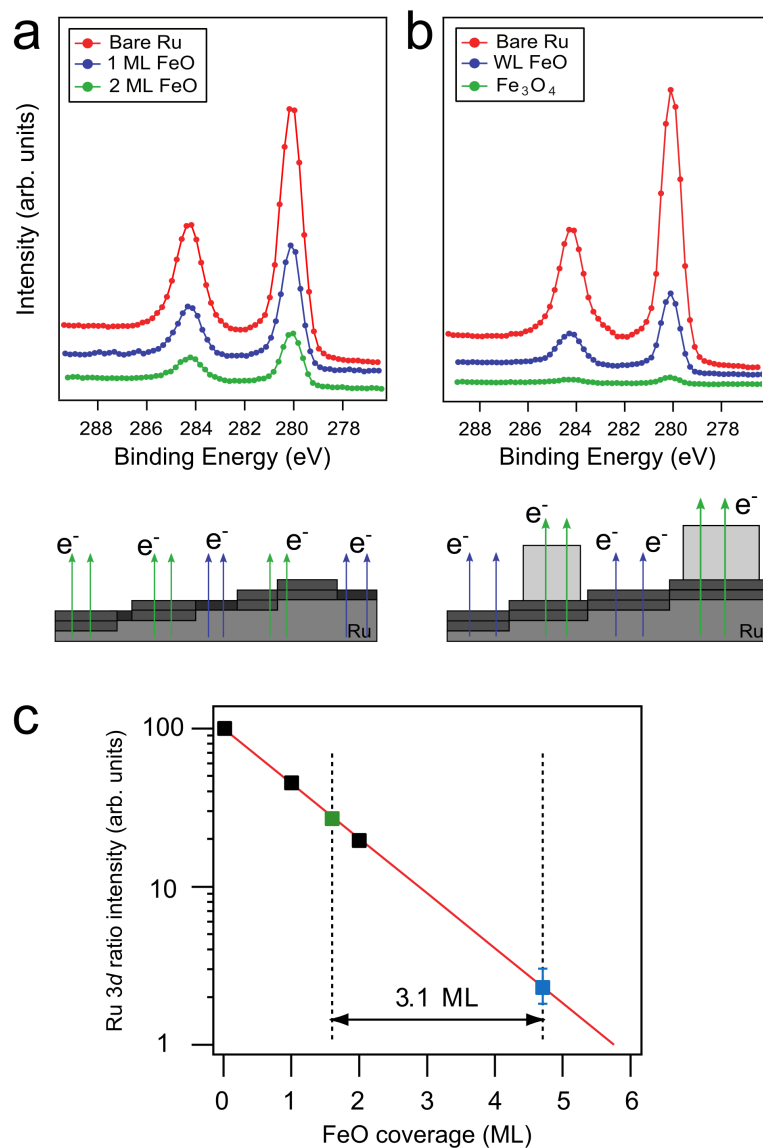 a
Bare Ru
1 ML FeO
2 ML FeO
Intensity (arb. units)
288 286 284 282 280 278
Binding Energy (eV)
b
Bare Ru
WL FeO
Fe₃O₄
288 286 284 282 280 278
Binding Energy (eV)
e⁻ e⁻ e⁻ e⁻ e⁻
Ru
e⁻ e⁻ e⁻ e⁻ e⁻
Ru
c
Ru 3d ratio intensity (arb. units)
100
10
1
3.1 ML
0 1 2 3 4 5 6
FeO coverage (ML)